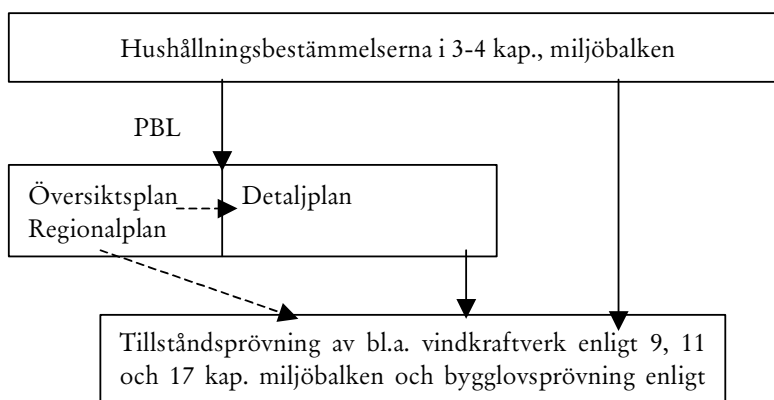 Hushållningsbestämmelserna i 3-4 kap., miljöbalken
PBL
Översiktsplan
Regionalplan
Detaljplan
Tillståndsprövning av bl.a. vindkraftverk enligt 9, 11
och 17 kap. miljöbalken och bygglovsprövning enligt